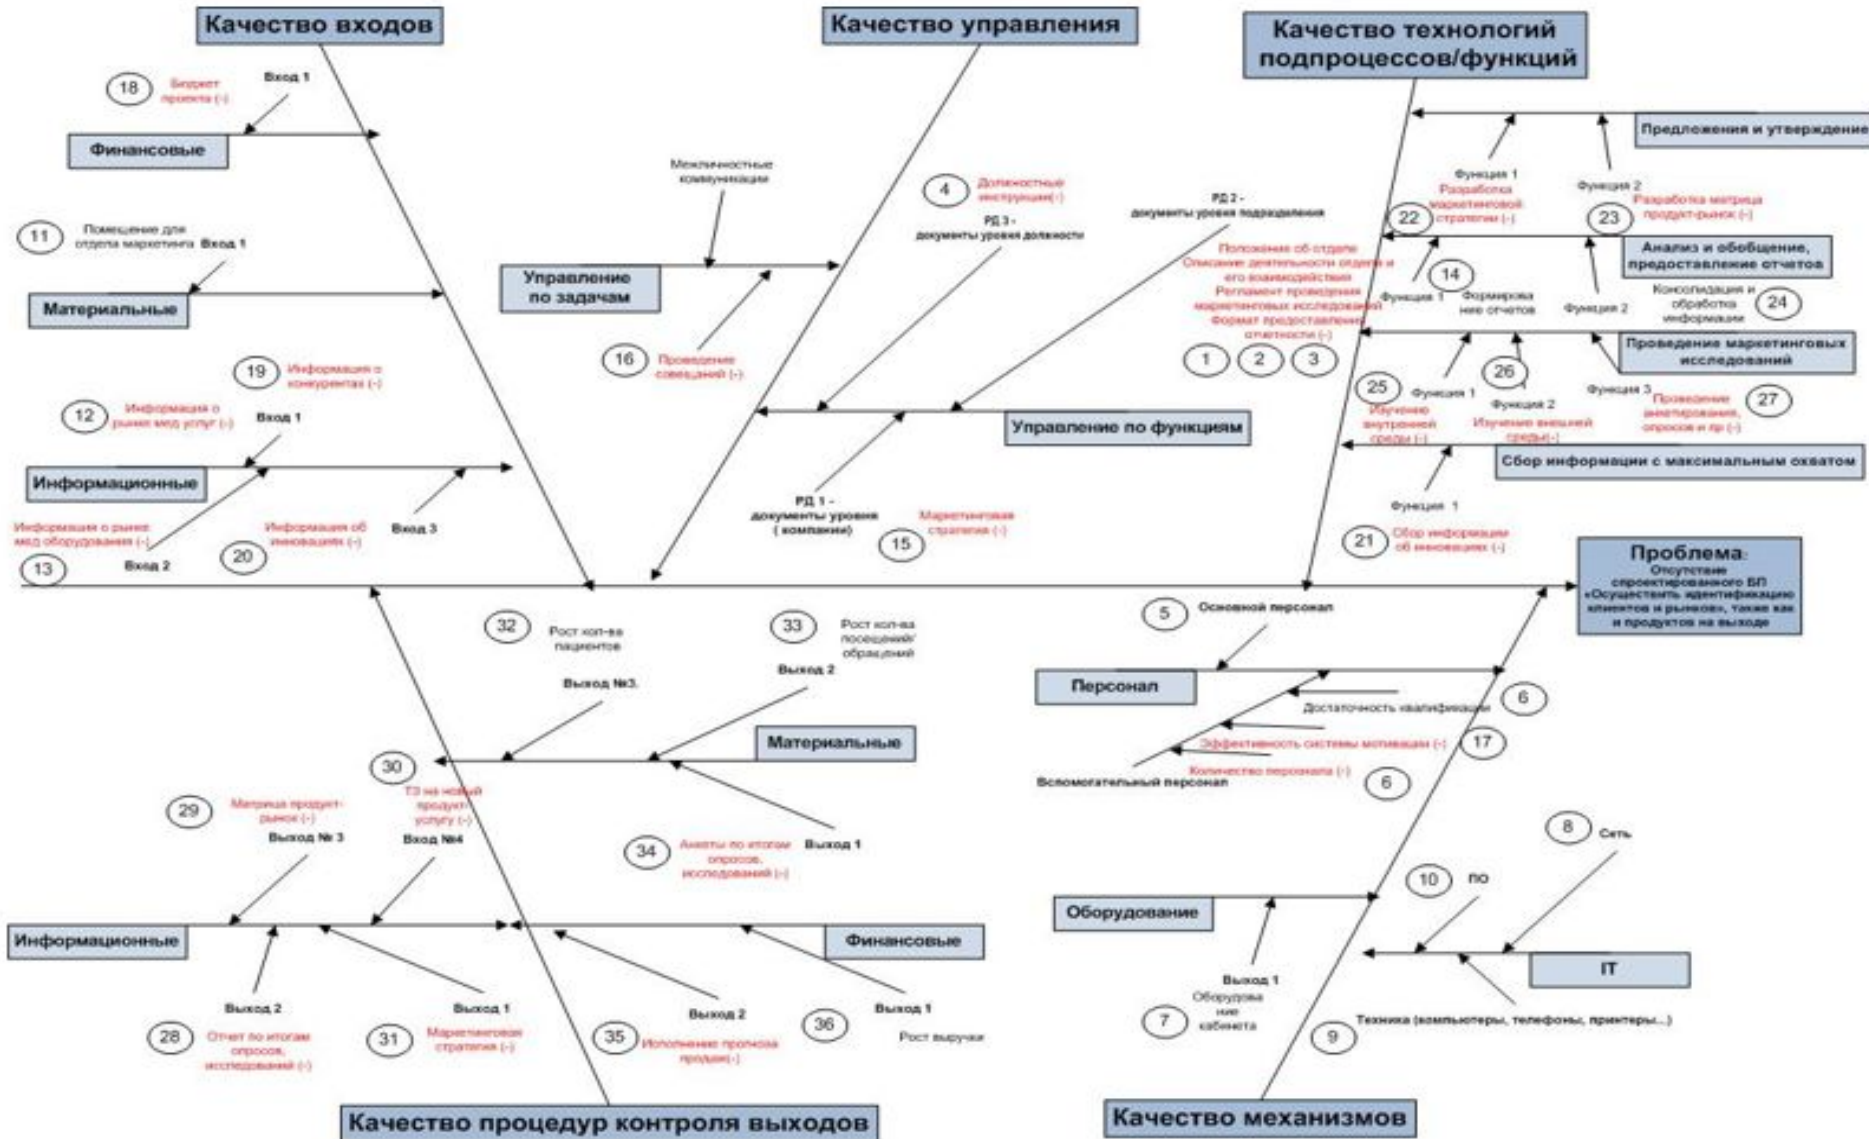 Качество входов
Качество управления
Качество технологий
подпроцессов/функций
18
Бюджет
проекта (-)
Вход 1
Финансовые
11
Помещение для
отдела маркетинга
Вход 1
Материальные
19
Информация о
конкурентах (-)
12
Информация о
рынке мед услуг (-)
Вход 1
Информационные
Информация о рынке
мед оборудования (-)
13
Вход 2
20
Информация об
инновациях (-)
Вход 3
Межличностные
коммуникации
Управление
по задачам
16
Проведение
совещаний (-)
4
Должностные
инструкции(-)
РД 3 -
документы уровня должности
РД 2 -
документы уровня подразделения
Положение об отделе
Описание деятельности отдела и
его взаимодействия
Регламент проведения
маркетинговых исследований
Формат предоставления
отчетности (-)
1
2
3
Управление по функциям
РД 1 -
документы уровня
( компании)
15
Маркетинговая
стратегия (-)
Предложения и утверждение
Функция 1
Разработка
маркетинговой
стратегии (-)
22
Функция 2
Разработка матрица
продукт-рынок (-)
23
Анализ и обобщение,
предоставление отчетов
14
Функция 1
Формирова
ние отчетов
Функция 2
Консолидация и
обработка
информации
24
Проведение маркетинговых
исследований
25
Функция 1
Изучение
внутренней
среды (-)
26
Функция 2
Изучение внешней
среды(-)
Функция 3
Проведение
анкетирования,
опросов и пр (-)
27
Сбор информации с максимальным охватом
Функция 1
21
Сбор информации
об инновациях (-)
Проблема:
Отсутствие
спроектированного БП
«Осуществить идентификацию
клиентов и рынков», также как
и продуктов на выходе
32
Рост кол-ва
пациентов
Выход №3.
33
Рост кол-ва
посещений/
обращений
Выход 2
Материальные
30
ТЗ на новый
продукт-
услугу (-)
Вход №4
29
Матрица продукт-
рынок (-)
Выход № 3
34
Анкеты по итогам
опросов,
исследований (-)
Выход 1
Информационные
Финансовые
Выход 2
28
Отчет по итогам
опросов,
исследований (-)
Выход 1
31
Маркетинговая
стратегия (-)
Выход 2
35
Исполнение прогноза
продаж(-)
Выход 1
36
Рост выручки
5
Основной персонал
Персонал
Достаточность квалификации
6
Эффективность системы мотивации (-)
17
Количество персонала (-)
6
Вспомогательный персонал
8
Сеть
10
ПО
Оборудование
IT
Выход 1
7
Оборудова
ние
кабинета
9
Техника (компьютеры, телефоны, принтеры...)
Качество процедур контроля выходов
Качество механизмов